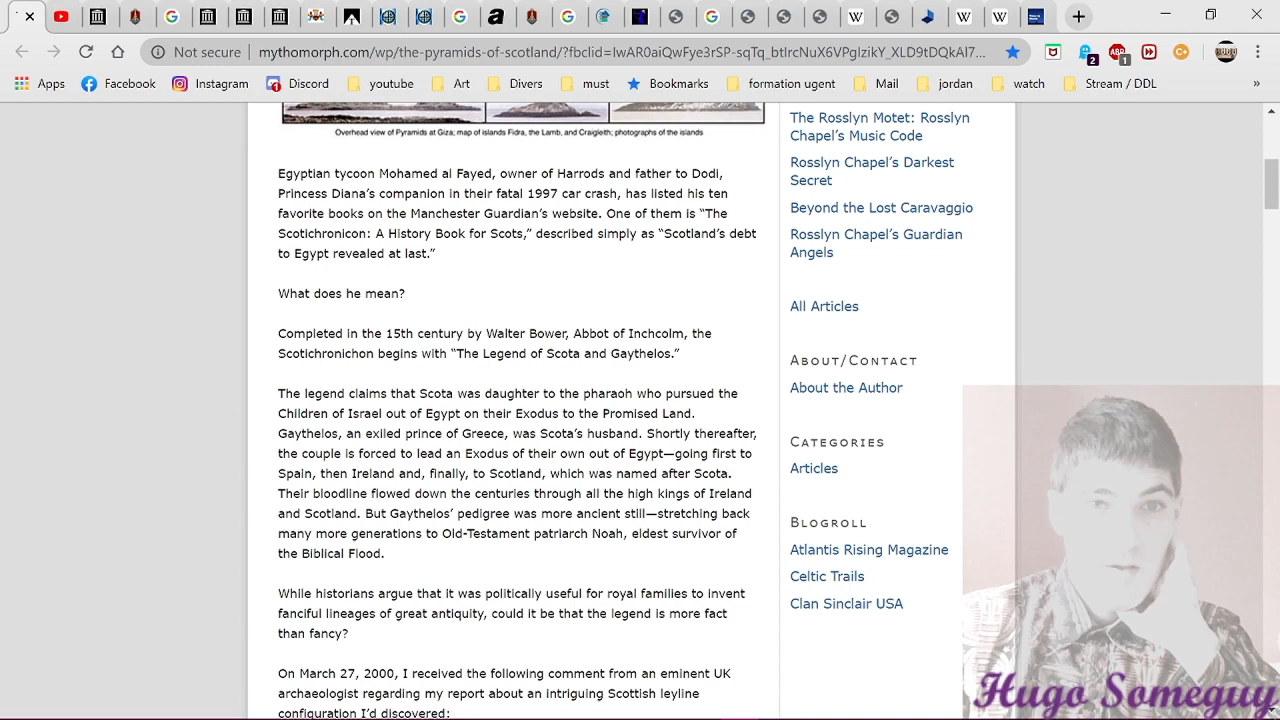 Not secure mythomorph.com/wp/the-pyramids-of-scotland/?fbclid=IwAR0aiQwFye3rSP-sqTq_btlrcNuX6VPglzikY_XLD9tDQkAl7...
2
1
Apps Facebook Instagram Discord youtube Art Divers must Bookmarks formation ugent Mail jordan watch Stream / DDL
Overhead view of Pyramids at Giza; map of islands Fidra, the Lamb, and Craigleith; photographs of the islands
Egyptian tycoon Mohamed al Fayed, owner of Harrods and father to Dodi,
Princess Diana's companion in their fatal 1997 car crash, has listed his ten
favorite books on the Manchester Guardian's website. One of them is "The
Scotichronicon: A History Book for Scots," described simply as "Scotland's debt
to Egypt revealed at last."
What does he mean?
Completed in the 15th century by Walter Bower, Abbot of Inchcolm, the
Scotichronichon begins with "The Legend of Scota and Gaythelos."
The legend claims that Scota was daughter to the pharaoh who pursued the
Children of Israel out of Egypt on their Exodus to the Promised Land.
Gaythelos, an exiled prince of Greece, was Scota's husband. Shortly thereafter,
the couple is forced to lead an Exodus of their own out of Egypt—going first to
Spain, then Ireland and, finally, to Scotland, which was named after Scota.
Their bloodline flowed down the centuries through all the high kings of Ireland
and Scotland. But Gaythelos' pedigree was more ancient still—stretching back
many more generations to Old-Testament patriarch Noah, eldest survivor of
the Biblical Flood.
While historians argue that it was politically useful for royal families to invent
fanciful lineages of great antiquity, could it be that the legend is more fact
than fancy?
On March 27, 2000, I received the following comment from an eminent UK
archaeologist regarding my report about an intriguing Scottish leyline
configuration I'd discovered:
The Rosslyn Motet: Rosslyn
Chapel's Music Code
Rosslyn Chapel's Darkest
Secret
Beyond the Lost Caravaggio
Rosslyn Chapel's Guardian
Angels
All Articles
About/Contact
About the Author
Categories
Articles
Blogroll
Atlantis Rising Magazine
Celtic Trails
Clan Sinclair USA
Hugo Someguy